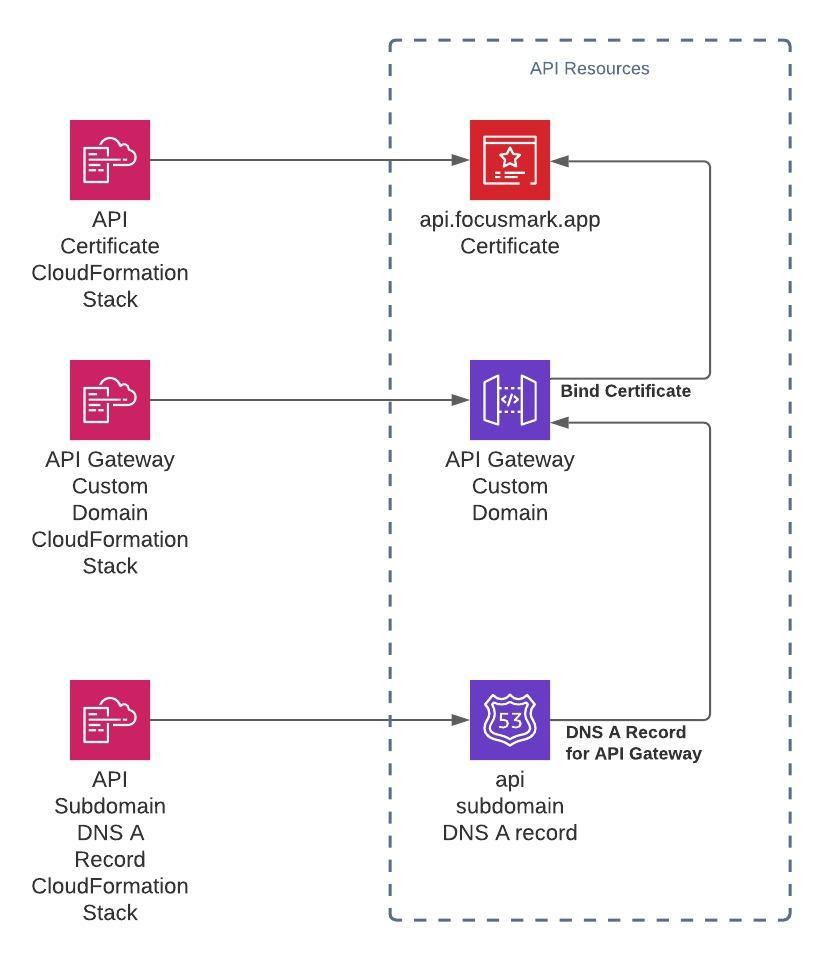 API Resources
API
Certificate
CloudFormation
Stack
api.focusmark.app
Certificate
API Gateway
Custom
Domain
CloudFormation
Stack
</>
Bind Certificate
API Gateway
Custom
Domain
API
Subdomain
DNS A
Record
CloudFormation
Stack
53
DNS A Record
for API Gateway
api
subdomain
DNS A record